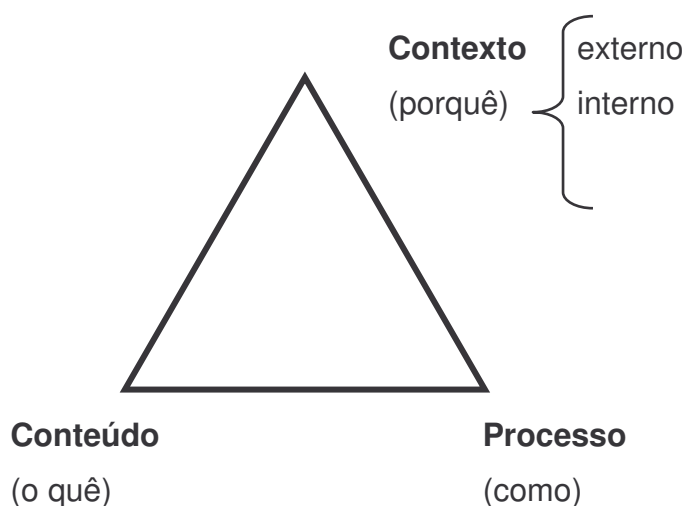 Contexto externo
(porquê) interno
Conteúdo Processo
(o quê) (como)